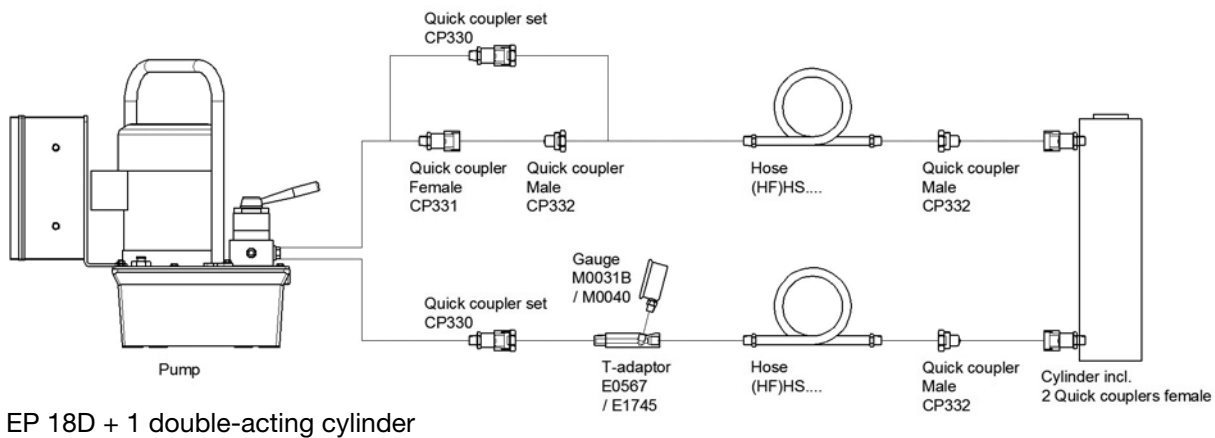 Quick coupler set
CP330
Quick coupler
Female
CP331
Quick coupler
Male
CP332
Hose
(HF)HS....
Quick coupler
Male
CP332
Gauge
M0031B
/ M0040
Quick coupler set
CP330
Pump
T-adaptor
E0567
/ E1745
Hose
(HF)HS....
Quick coupler
Male
CP332
Cylinder incl.
2 Quick couplers female
EP 18D + 1 double-acting cylinder